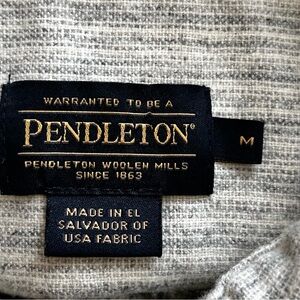 WARRANTED TO BE A
PENDLETON®
M
PENDLETON WOOLEN MILLS
SINCE 1863
MADE IN EL
SALVADOR OF
USA FABRIC